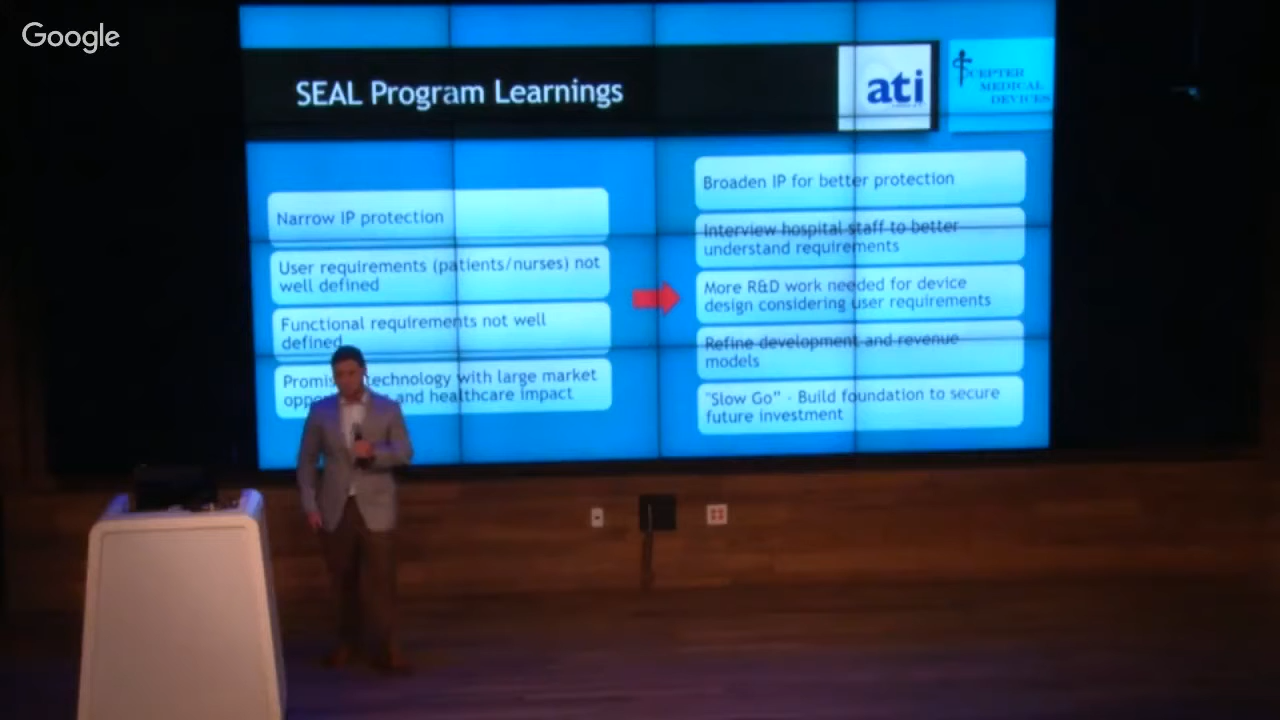 Google
SEAL Program Learnings
ati
CEPTER
MEDICAL
DEVICES
Narrow IP protection
User requirements (patients/nurses) not
well defined
Functional requirements not well
defined
technology with large market
and healthcare impact
Broaden IP for better protection
Interview hospital staff to better
understand requirements
More R&D work needed for device
design considering user requirements
Refine development and revenue
models
"Slow Go" - Build foundation to secure
future investment